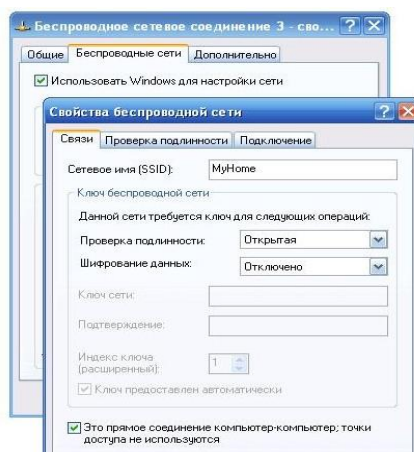 Беспроводное сетевое соединение 3 - сво...
Общие Беспроводные сети Дополнительно
Использовать Windows для настройки сети
Свойства беспроводной сети
Связи Проверка подлинности Подключение
Сетевое имя (SSID): MyHome
Ключ беспроводной сети
Данной сети требуется ключ для следующих операций:
Проверка подлинности: Открытая
Шифрование данных: Отключено
Ключ сети:
Подтверждение:
Индекс ключа
(расширенный): 1
Ключ предоставлен автоматически
Это прямое соединение компьютер-компьютер; точки
доступа не используются